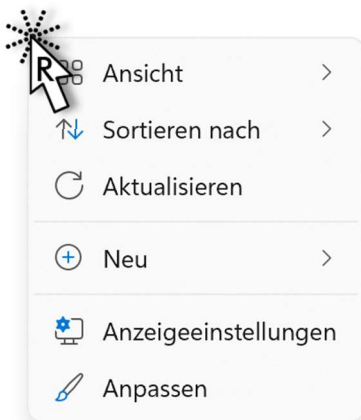 R
Ansicht
Sortieren nach
Aktualisieren
Neu
Anzeigeeinstellungen
Anpassen